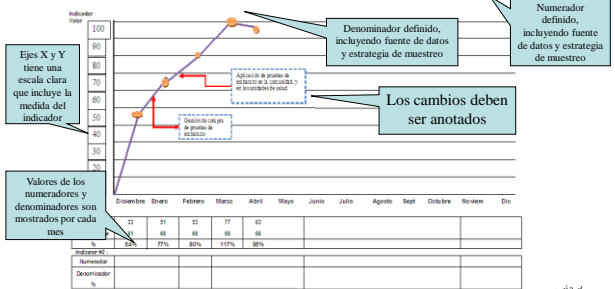 Indicador
Valor
100
90
80
70
60
50
40
30
20
Numerador
definido,
incluyendo fuente
de datos y estrategia
de muestreo
Denominador definido,
incluyendo fuente de datos
y estrategia de muestreo
Ejes X y Y
tiene una
escala clara
que incluye la
medida del
indicador
Aplicación de pruebas de
embarazo en la comunidad, y
en las unidades de salud
Los cambios deben
ser anotados
Gestión de compra
de pruebas de
embarazo
Valores de los
numeradores y
denominadores son
mostrados por cada
mes
Diciembre Enero Febrero Marzo Abril Mayo Junio Julio Agosto Sept Octubre Noviem Dic
33 51 53 77 63
61 66 66 66 66
% 54% 77% 80% 117% 95%
Indicador #2:
Numerador
Denominador
%